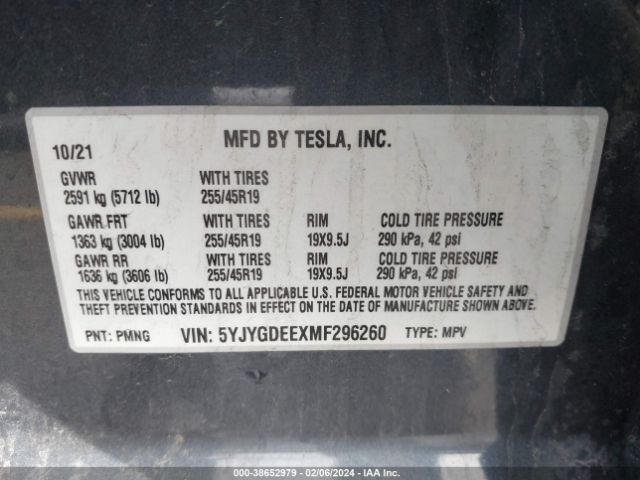 10/21
MFD BY TESLA, INC.
GVWR WITH TIRES
2591 kg (5712 lb) 255/45R19
GAWR FRT WITH TIRES RIM COLD TIRE PRESSURE
1363 kg (3004 lb) 255/45R19 19X9.5J 290 kPa, 42 psi
GAWR RR WITH TIRES RIM COLD TIRE PRESSURE
1636 kg (3606 lb) 255/45R19 19X9.5J 290 kPa, 42 psi
THIS VEHICLE CONFORMS TO ALL APPLICABLE U.S. FEDERAL MOTOR VEHICLE SAFETY AND
THEFT PREVENTION STANDARDS IN EFFECT ON THE DATE OF MANUFACTURE SHOWN ABOVE.
PNT: PMNG VIN: 5YJYGDEEXMF296260 TYPE: MPV
000-38652979 - 02/06/2024 - IAA Inc.